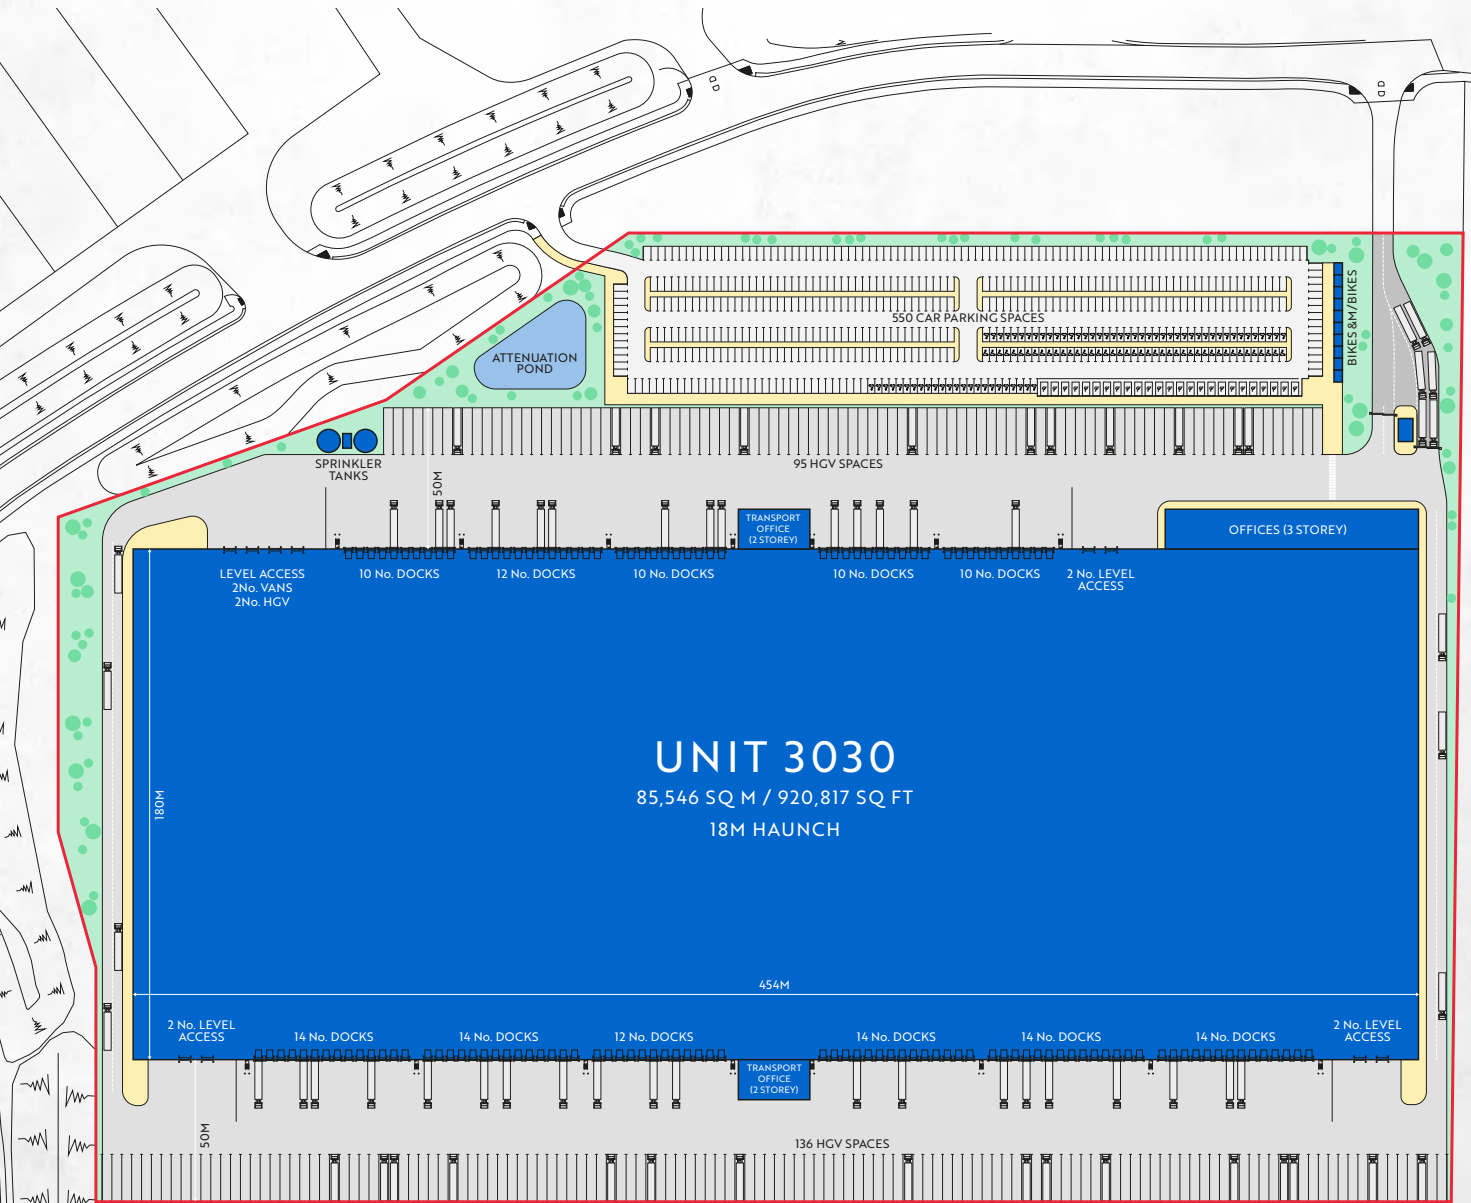 550 CAR PARKING SPACES
BIKES &M/BIKES
ATTENUATION
POND
SPRINKLER
TANKS
95 HGV SPACES
50M
TRANSPORT
OFFICE
(2 STOREY)
OFFICES (3 STOREY)
LEVEL ACCESS
2No. VANS
2No. HGV
10 No. DOCKS
12 No. DOCKS
10 No. DOCKS
10 No. DOCKS
10 No. DOCKS
2 No. LEVEL
ACCESS
UNIT 3030
85,546 SQ M / 920,817 SQ FT
18M HAUNCH
180M
454M
2 No. LEVEL
ACCESS
14 No. DOCKS
14 No. DOCKS
12 No. DOCKS
14 No. DOCKS
14 No. DOCKS
14 No. DOCKS
2 No. LEVEL
ACCESS
TRANSPORT
OFFICE
(2 STOREY)
50M
136 HGV SPACES